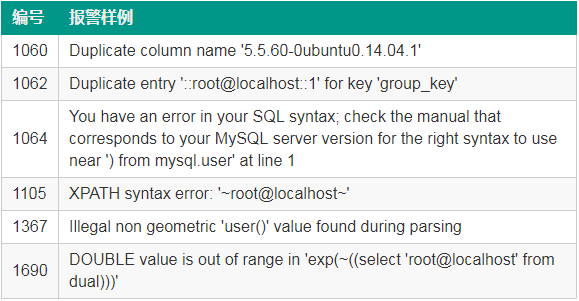 编号 报警样例
1060 Duplicate column name '5.5.60-0ubuntu0.14.04.1'
1062 Duplicate entry '::root@localhost::1' for key 'group_key'
You have an error in your SQL syntax; check the manual that
1064 corresponds to your MySQL server version for the right syntax to use
near ') from mysql.user' at line 1
1105 XPATH syntax error: '~root@localhost~'
1367 Illegal non geometric 'user()' value found during parsing
1690 DOUBLE value is out of range in 'exp(~((select 'root@localhost' from
dual)))'